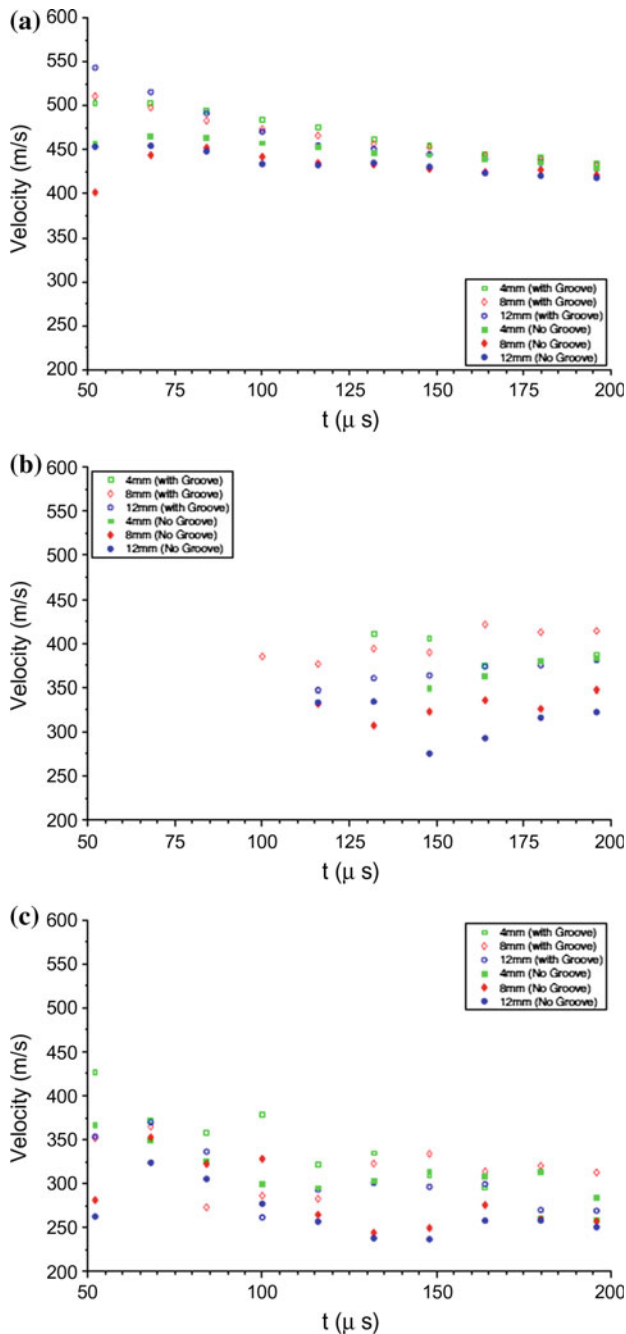 (a)
600
550
500
450
400
350
300
250
200
Velocity (m/s)
4mm (with Groove)
8mm (with Groove)
12mm (with Groove)
4mm (No Groove)
8mm (No Groove)
12mm (No Groove)
50 75 100 125 150 175 200
t (μ s)
(b)
600
550
500
450
400
350
300
250
200
Velocity (m/s)
4mm (with Groove)
8mm (with Groove)
12mm (with Groove)
4mm (No Groove)
8mm (No Groove)
12mm (No Groove)
50 75 100 125 150 175 200
t (μ s)
(c)
600
550
500
450
400
350
300
250
200
Velocity (m/s)
4mm (with Groove)
8mm (with Groove)
12mm (with Groove)
4mm (No Groove)
8mm (No Groove)
12mm (No Groove)
50 75 100 125 150 175 200
t (μ s)